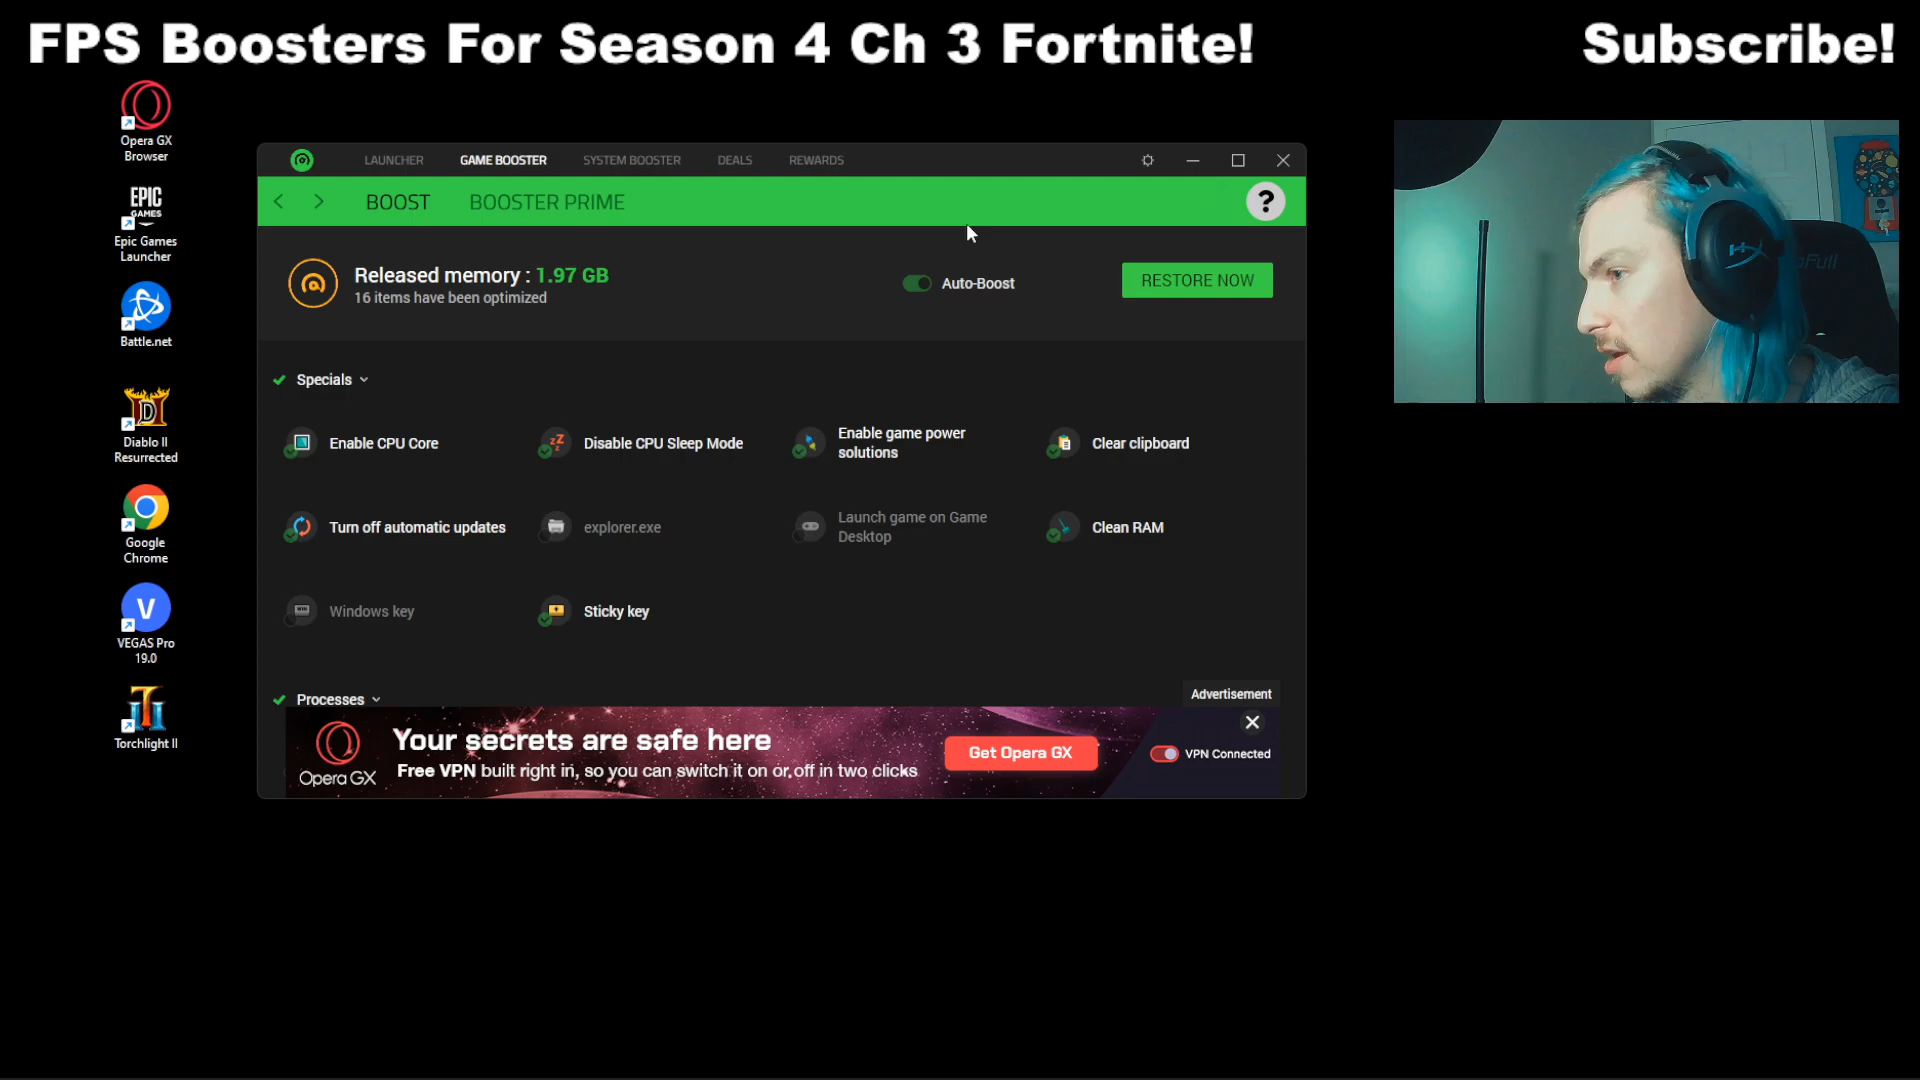 FPS Boosters For Season 4 Ch 3 Fortnite!
Subscribe!
Opera GX
Browser
EPIC
GAMES
Epic Games
Launcher
Battle.net
Diablo II
Resurrected
Google
Chrome
V
VEGAS Pro
19.0
Torchlight II
LAUNCHER
GAME BOOSTER
SYSTEM BOOSTER
DEALS
REWARDS
BOOST
BOOSTER PRIME
?
Released memory : 1.97 GB
16 items have been optimized
Auto-Boost
RESTORE NOW
Specials
Enable CPU Core
Disable CPU Sleep Mode
Enable game power
solutions
Clear clipboard
Turn off automatic updates
explorer.exe
Launch game on Game
Desktop
Clean RAM
Windows key
Sticky key
Processes
Advertisement
Opera GX
Your secrets are safe here
Free VPN built right in, so you can switch it on or off in two clicks
Get Opera GX
VPN Connected